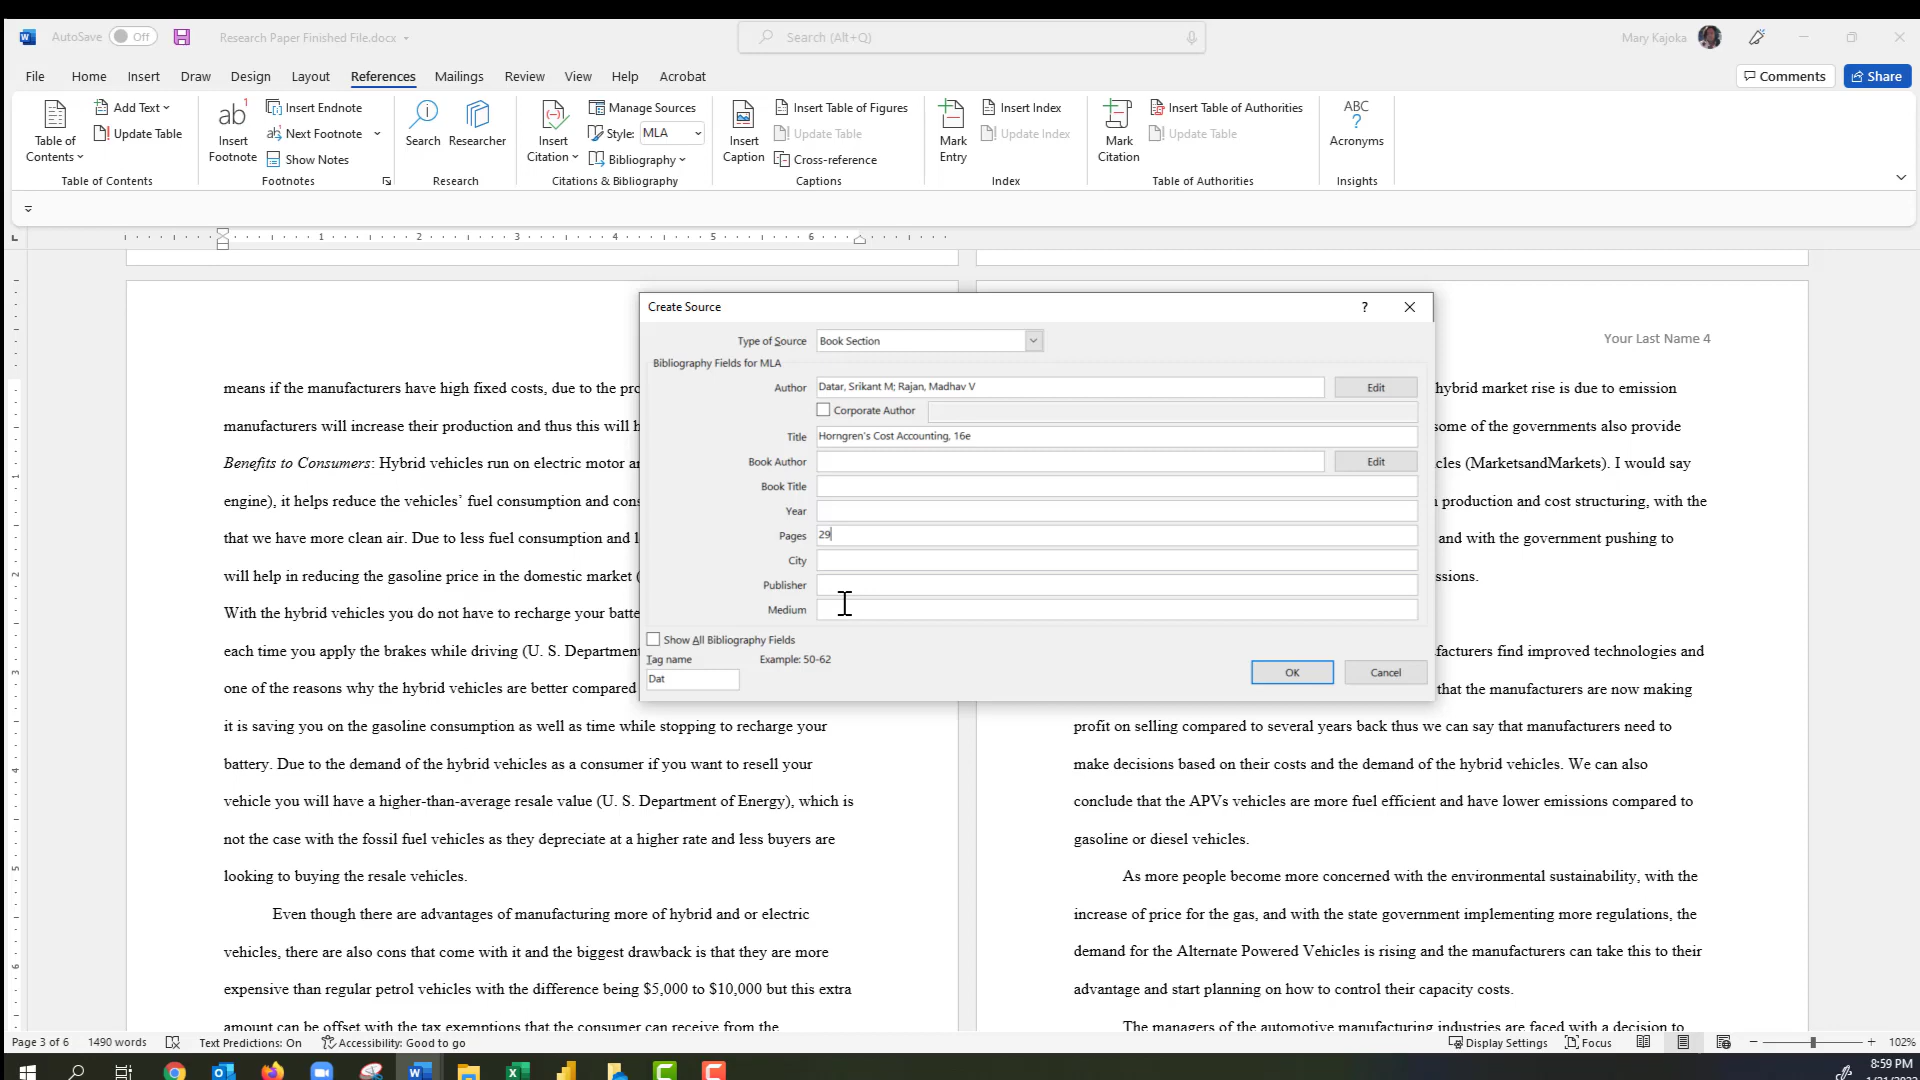 AutoSave Off Research Paper Finished File.docx Search (Alt+Q) Mary Kajoka
File Home Insert Draw Design Layout References Mailings Review View Help Acrobat Comments Share
Table of Contents
Add Text
Update Table
Table of Contents
ab1
Insert Footnote
Insert Endnote
Next Footnote
Show Notes
Footnotes
Search
Researcher
Research
Insert Citation
Manage Sources
Style: MLA
Bibliography
Citations & Bibliography
Insert Caption
Insert Table of Figures
Update Table
Cross-reference
Captions
Mark Entry
Insert Index
Update Index
Index
Mark Citation
Insert Table of Authorities
Update Table
Table of Authorities
ABC
?
Acronyms
Insights
1 2 3 4 5 6
means if the manufacturers have high fixed costs, due to the pro
manufacturers will increase their production and thus this will h
Benefits to Consumers: Hybrid vehicles run on electric motor a
engine), it helps reduce the vehicles’ fuel consumption and cons
that we have more clean air. Due to less fuel consumption and l
will help in reducing the gasoline price in the domestic market (
With the hybrid vehicles you do not have to recharge your batte
each time you apply the brakes while driving (U. S. Department
one of the reasons why the hybrid vehicles are better compared
it is saving you on the gasoline consumption as well as time while stopping to recharge your
battery. Due to the demand of the hybrid vehicles as a consumer if you want to resell your
vehicle you will have a higher-than-average resale value (U. S. Department of Energy), which is
not the case with the fossil fuel vehicles as they depreciate at a higher rate and less buyers are
looking to buying the resale vehicles.
Even though there are advantages of manufacturing more of hybrid and or electric
vehicles, there are also cons that come with it and the biggest drawback is that they are more
expensive than regular petrol vehicles with the difference being $5,000 to $10,000 but this extra
amount can be offset with the tax exemptions that the consumer can receive from the
Create Source ?
Type of Source Book Section
Bibliography Fields for MLA
Author Datar, Srikant M; Rajan, Madhav V Edit
Corporate Author
Title Horngren's Cost Accounting, 16e
Book Author Edit
Book Title
Year
Pages 29
City
Publisher
Medium
Show All Bibliography Fields
Tag name Example: 50-62
Dat
OK Cancel
Your Last Name 4
hybrid market rise is due to emission
some of the governments also provide
cles (MarketsandMarkets). I would say
production and cost structuring, with the
and with the government pushing to
ssions.
facturers find improved technologies and
that the manufacturers are now making
profit on selling compared to several years back thus we can say that manufacturers need to
make decisions based on their costs and the demand of the hybrid vehicles. We can also
conclude that the APVs vehicles are more fuel efficient and have lower emissions compared to
gasoline or diesel vehicles.
As more people become more concerned with the environmental sustainability, with the
increase of price for the gas, and with the state government implementing more regulations, the
demand for the Alternate Powered Vehicles is rising and the manufacturers can take this to their
advantage and start planning on how to control their capacity costs.
The managers of the automotive manufacturing industries are faced with a decision to
Page 3 of 6 1490 words Text Predictions: On Accessibility: Good to go Display Settings Focus 102%
8:59 PM